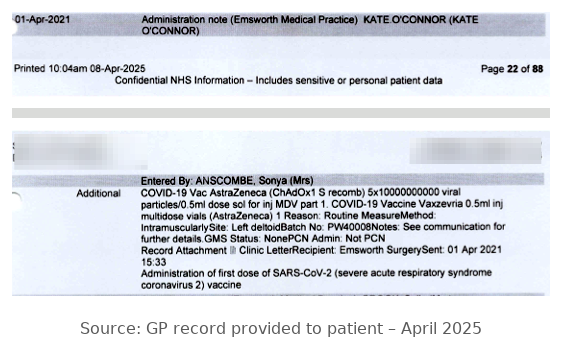 01-Apr-2021 Administration note (Emsworth Medical Practice) KATE O'CONNOR (KATE
O'CONNOR)
Printed 10:04am 08-Apr-2025 Page 22 of 88
Confidential NHS Information – Includes sensitive or personal patient data
Entered By: ANSCOMBE, Sonya (Mrs)
Additional COVID-19 Vac AstraZeneca (ChAdOx1 S recomb) 5x10000000000 viral
particles/0.5ml dose sol for inj MDV part 1. COVID-19 Vaccine Vaxzevria 0.5ml inj
multidose vials (AstraZeneca) 1 Reason: Routine MeasureMethod:
IntramuscularlySite: Left deltoidBatch No: PW40008Notes: See communication for
further details.GMS Status: NonePCN Admin: Not PCN
Record Attachment Clinic LetterRecipient: Emsworth SurgerySent: 01 Apr 2021
15:33
Administration of first dose of SARS-CoV-2 (severe acute respiratory syndrome
coronavirus 2) vaccine
Source: GP record provided to patient – April 2025